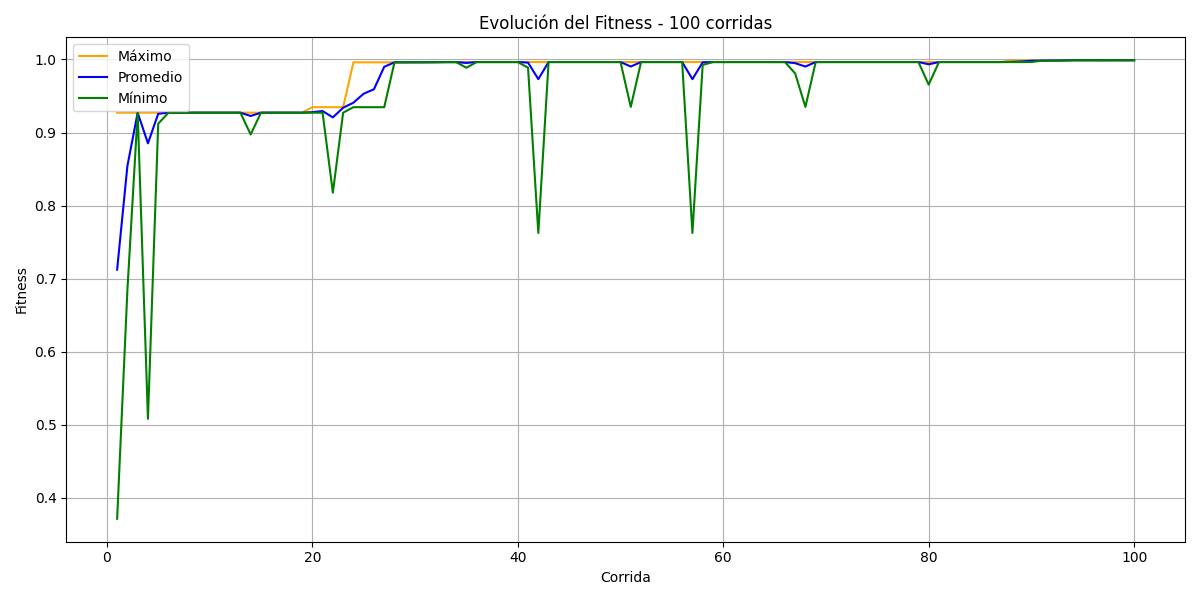 Evolución del Fitness - 100 corridas
Máximo
Promedio
Mínimo
Fitness
1.0
0.9
0.8
0.7
0.6
0.5
0.4
0 20 40 60 80 100
Corrida